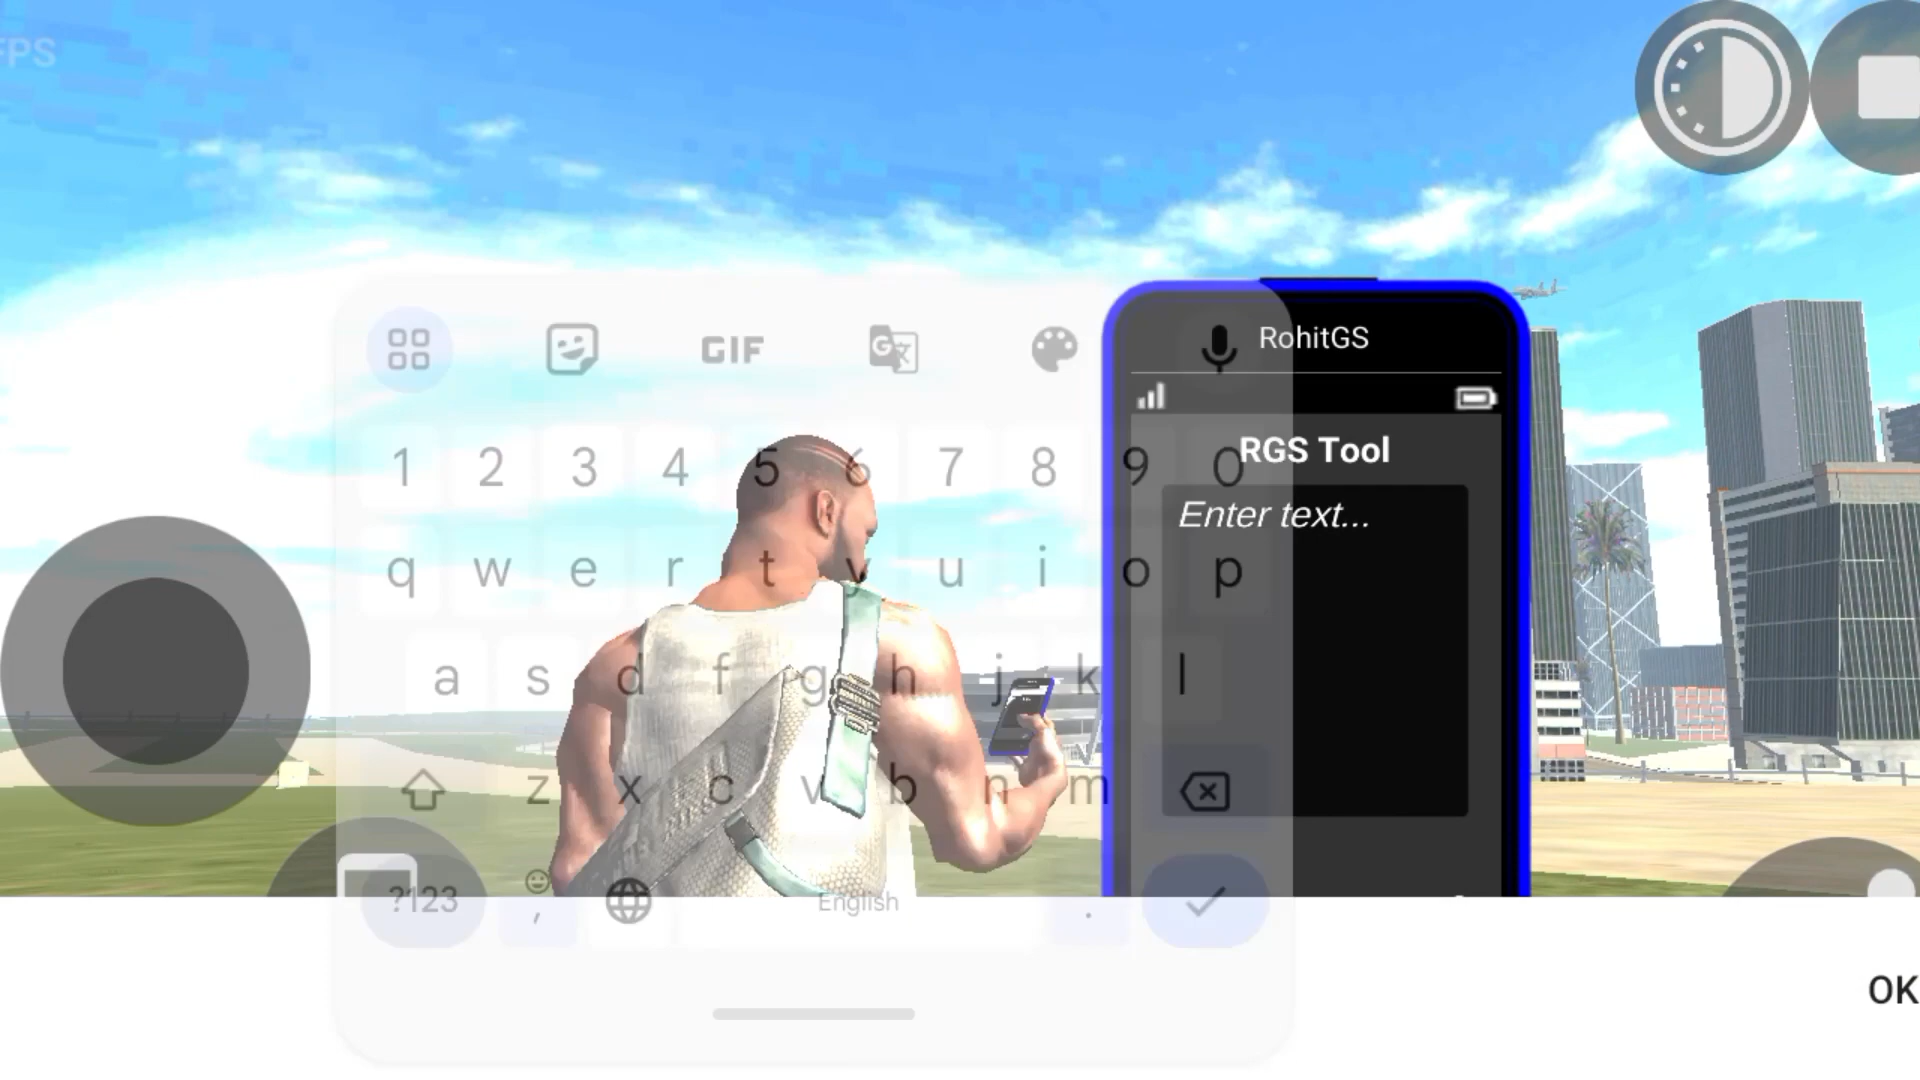 FPS
RohitGS
GIF
RGS Tool
1 2 3 4 5 6 7 8 9 0
Enter text...
q w e r t y u i o p
a s d f g h j k l
z x c v b n m
?123 , English .
OK